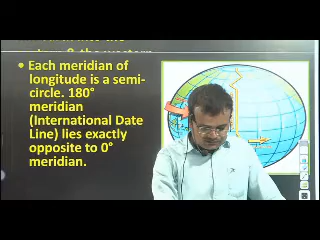 • Each meridian of
longitude is a semi-
circle. 180°
meridian
(International Date
Line) lies exactly
opposite to 0°
meridian.